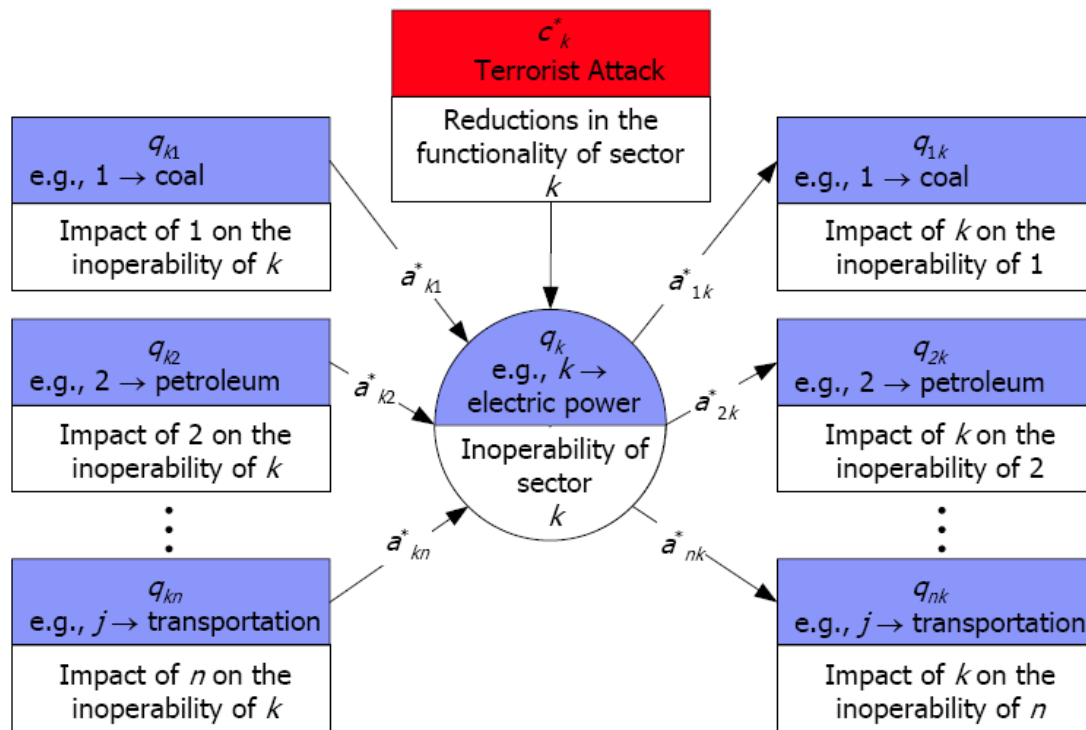 c*k
Terrorist Attack
Reductions in the
functionality of sector
k
qk1
e.g., 1 → coal
Impact of 1 on the
inoperability of k
a*k1
qk2
e.g., 2 → petroleum
Impact of 2 on the
inoperability of k
a*k2
qkn
e.g., j → transportation
Impact of n on the
inoperability of k
a*kn
qk
e.g., k →
electric power
Inoperability of
sector
k
a*1k
q1k
e.g., 1 → coal
Impact of k on the
inoperability of 1
a*2k
q2k
e.g., 2 → petroleum
Impact of k on the
inoperability of 2
a*nk
qnk
e.g., j → transportation
Impact of k on the
inoperability of n